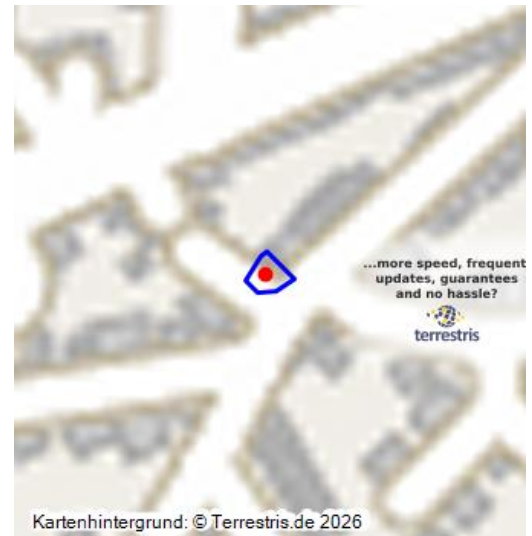 ...more speed, frequent
updates, guarantees
and no hassle?
terrestris
Kartenhintergrund: © Terrestris.de 2026